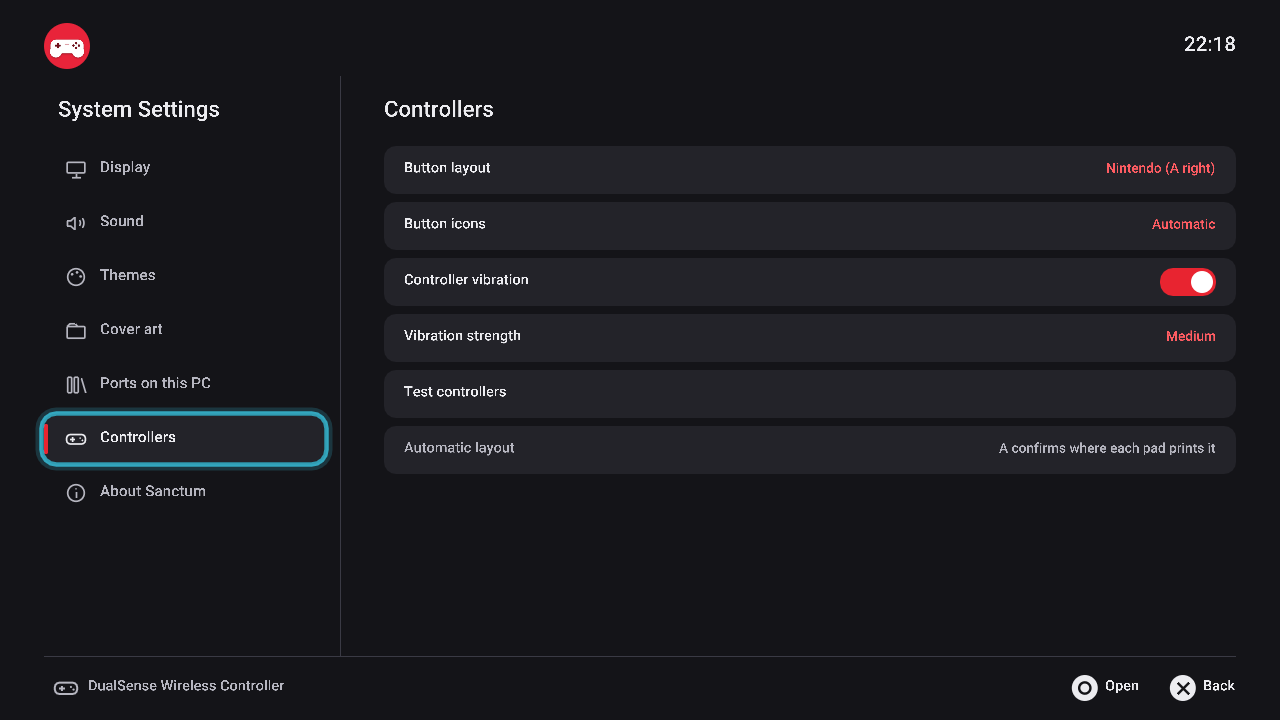 22:18
System Settings
Display
Sound
Themes
Cover art
Ports on this PC
Controllers
About Sanctum
Controllers
Button layout Nintendo (A right)
Button icons Automatic
Controller vibration
Vibration strength Medium
Test controllers
Automatic layout A confirms where each pad prints it
DualSense Wireless Controller
Open Back